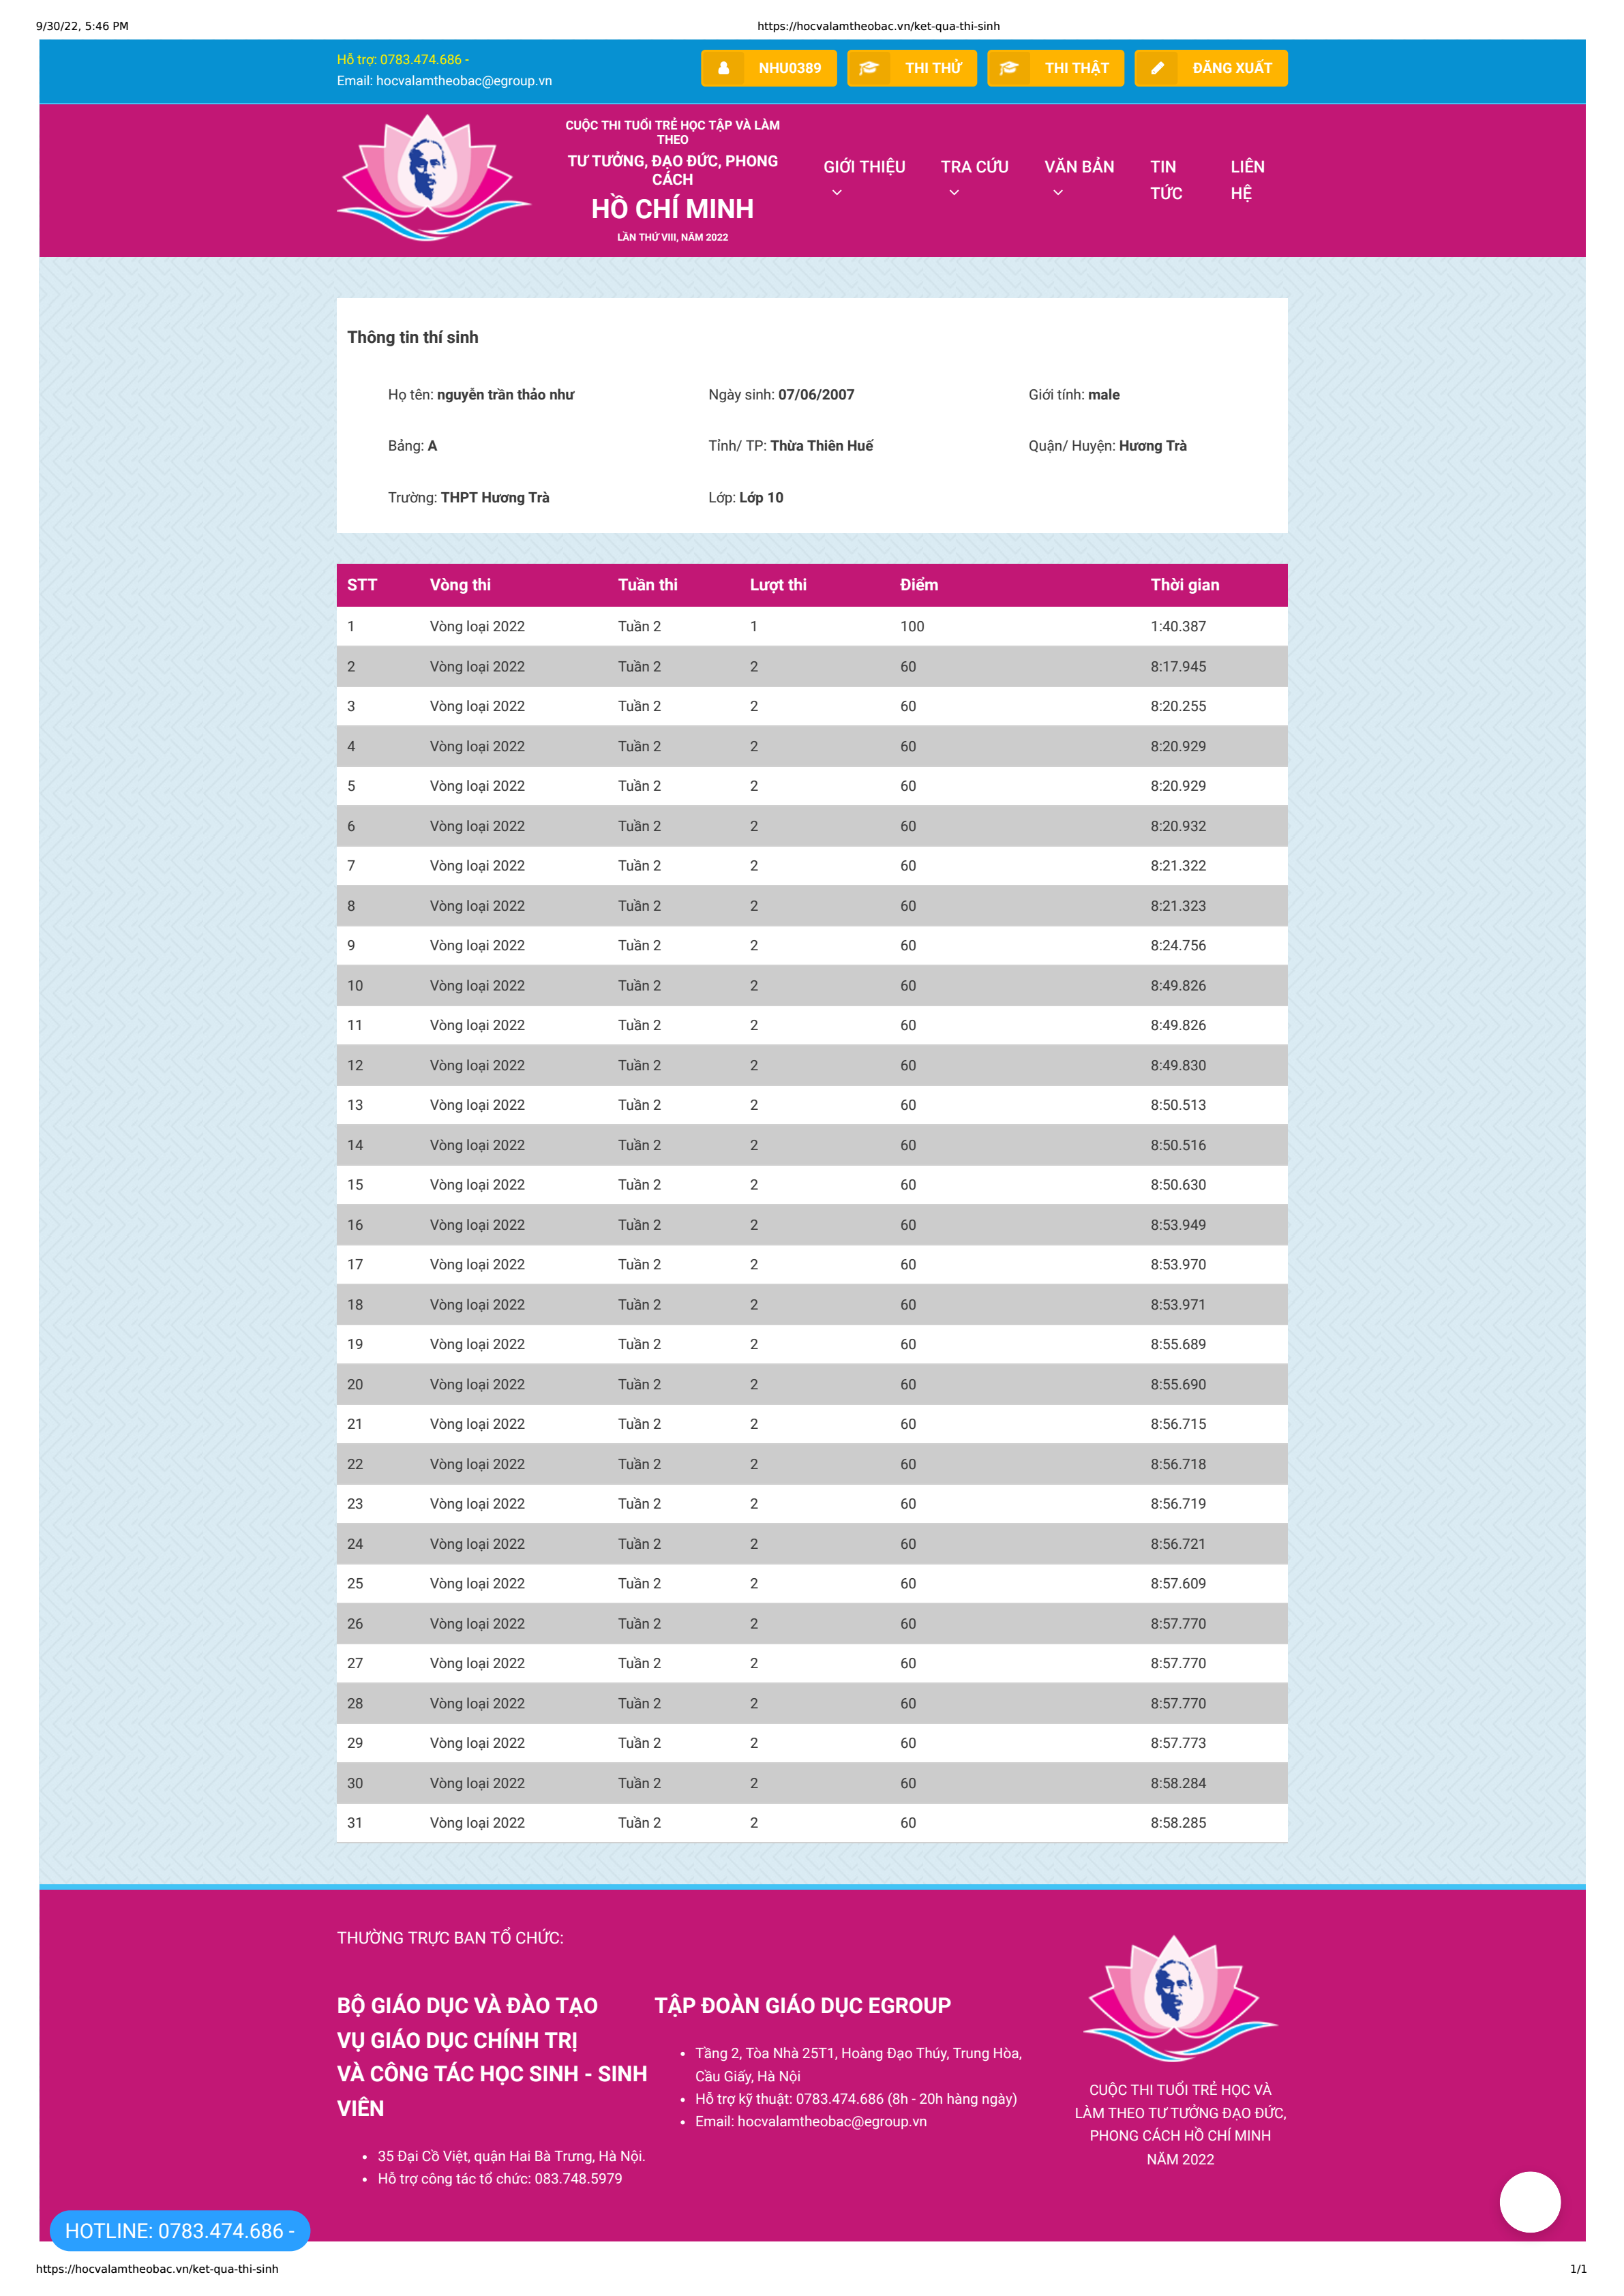 9/30/22, 5:46 PM https://hocvalamtheobac.vn/ket-qua-thi-sinh
Hỗ trợ: 0783.474.686 -
Email: hocvalamtheobac@egroup.vn
NHU0389 THI THỬ THI THẬT ĐĂNG XUẤT
CUỘC THI TUỔI TRẺ HỌC TẬP VÀ LÀM
THEO
TƯ TƯỞNG, ĐẠO ĐỨC, PHONG
CÁCH
HỒ CHÍ MINH
LẦN THỨ VIII, NĂM 2022
GIỚI THIỆU TRA CỨU VĂN BẢN TIN LIÊN
TỨC HỆ
Thông tin thí sinh
Họ tên: nguyễn trần thảo như Ngày sinh: 07/06/2007 Giới tính: male
Bảng: A Tỉnh/ TP: Thừa Thiên Huế Quận/ Huyện: Hương Trà
Trường: THPT Hương Trà Lớp: Lớp 10
STT Vòng thi Tuần thi Lượt thi Điểm Thời gian
1 Vòng loại 2022 Tuần 2 1 100 1:40.387
2 Vòng loại 2022 Tuần 2 2 60 8:17.945
3 Vòng loại 2022 Tuần 2 2 60 8:20.255
4 Vòng loại 2022 Tuần 2 2 60 8:20.929
5 Vòng loại 2022 Tuần 2 2 60 8:20.929
6 Vòng loại 2022 Tuần 2 2 60 8:20.932
7 Vòng loại 2022 Tuần 2 2 60 8:21.322
8 Vòng loại 2022 Tuần 2 2 60 8:21.323
9 Vòng loại 2022 Tuần 2 2 60 8:24.756
10 Vòng loại 2022 Tuần 2 2 60 8:49.826
11 Vòng loại 2022 Tuần 2 2 60 8:49.826
12 Vòng loại 2022 Tuần 2 2 60 8:49.830
13 Vòng loại 2022 Tuần 2 2 60 8:50.513
14 Vòng loại 2022 Tuần 2 2 60 8:50.516
15 Vòng loại 2022 Tuần 2 2 60 8:50.630
16 Vòng loại 2022 Tuần 2 2 60 8:53.949
17 Vòng loại 2022 Tuần 2 2 60 8:53.970
18 Vòng loại 2022 Tuần 2 2 60 8:53.971
19 Vòng loại 2022 Tuần 2 2 60 8:55.689
20 Vòng loại 2022 Tuần 2 2 60 8:55.690
21 Vòng loại 2022 Tuần 2 2 60 8:56.715
22 Vòng loại 2022 Tuần 2 2 60 8:56.718
23 Vòng loại 2022 Tuần 2 2 60 8:56.719
24 Vòng loại 2022 Tuần 2 2 60 8:56.721
25 Vòng loại 2022 Tuần 2 2 60 8:57.609
26 Vòng loại 2022 Tuần 2 2 60 8:57.770
27 Vòng loại 2022 Tuần 2 2 60 8:57.770
28 Vòng loại 2022 Tuần 2 2 60 8:57.770
29 Vòng loại 2022 Tuần 2 2 60 8:57.773
30 Vòng loại 2022 Tuần 2 2 60 8:58.284
31 Vòng loại 2022 Tuần 2 2 60 8:58.285
THƯỜNG TRỰC BAN TỔ CHỨC:
BỘ GIÁO DỤC VÀ ĐÀO TẠO
VỤ GIÁO DỤC CHÍNH TRỊ
VÀ CÔNG TÁC HỌC SINH - SINH
VIÊN
• 35 Đại Cồ Việt, quận Hai Bà Trưng, Hà Nội.
• Hỗ trợ công tác tổ chức: 083.748.5979
TẬP ĐOÀN GIÁO DỤC EGROUP
• Tầng 2, Tòa Nhà 25T1, Hoàng Đạo Thúy, Trung Hòa,
Cầu Giấy, Hà Nội
• Hỗ trợ kỹ thuật: 0783.474.686 (8h - 20h hàng ngày)
• Email: hocvalamtheobac@egroup.vn
CUỘC THI TUỔI TRẺ HỌC VÀ
LÀM THEO TƯ TƯỞNG ĐẠO ĐỨC,
PHONG CÁCH HỒ CHÍ MINH
NĂM 2022
HOTLINE: 0783.474.686 -
https://hocvalamtheobac.vn/ket-qua-thi-sinh 1/1